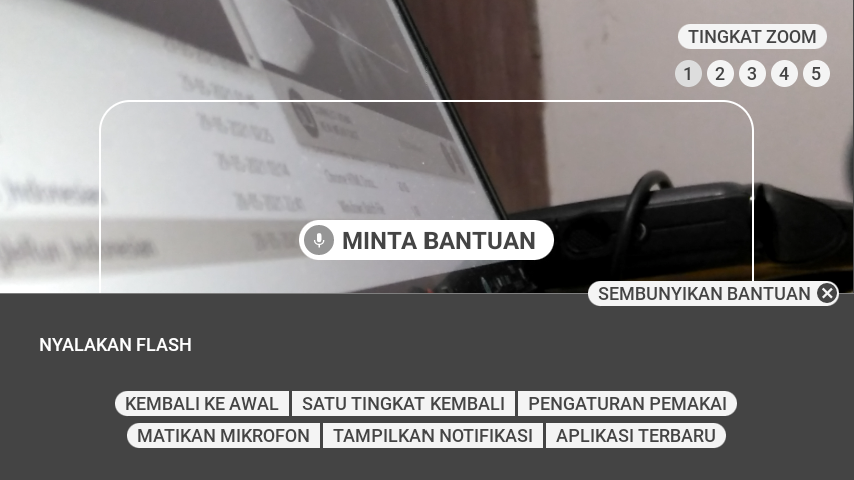 TINGKAT ZOOM
1 2 3 4 5
MINTA BANTUAN
SEMBUNYIKAN BANTUAN
NYALAKAN FLASH
KEMBALI KE AWAL SATU TINGKAT KEMBALI PENGATURAN PEMAKAI
MATIKAN MIKROFON TAMPILKAN NOTIFIKASI APLIKASI TERBARU